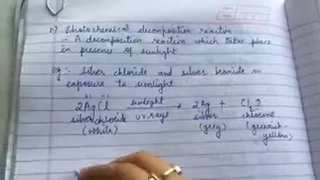 Photochemical decomposition reaction
- A decomposition reaction which takes place
in presence of sunlight
eg :- Silver chloride and silver bromide on
exposure to sunlight
2AgCl sunlight → 2Ag + Cl2
silver chloride uv rays silver chlorine
(white) (grey) (greenish-
yellow)